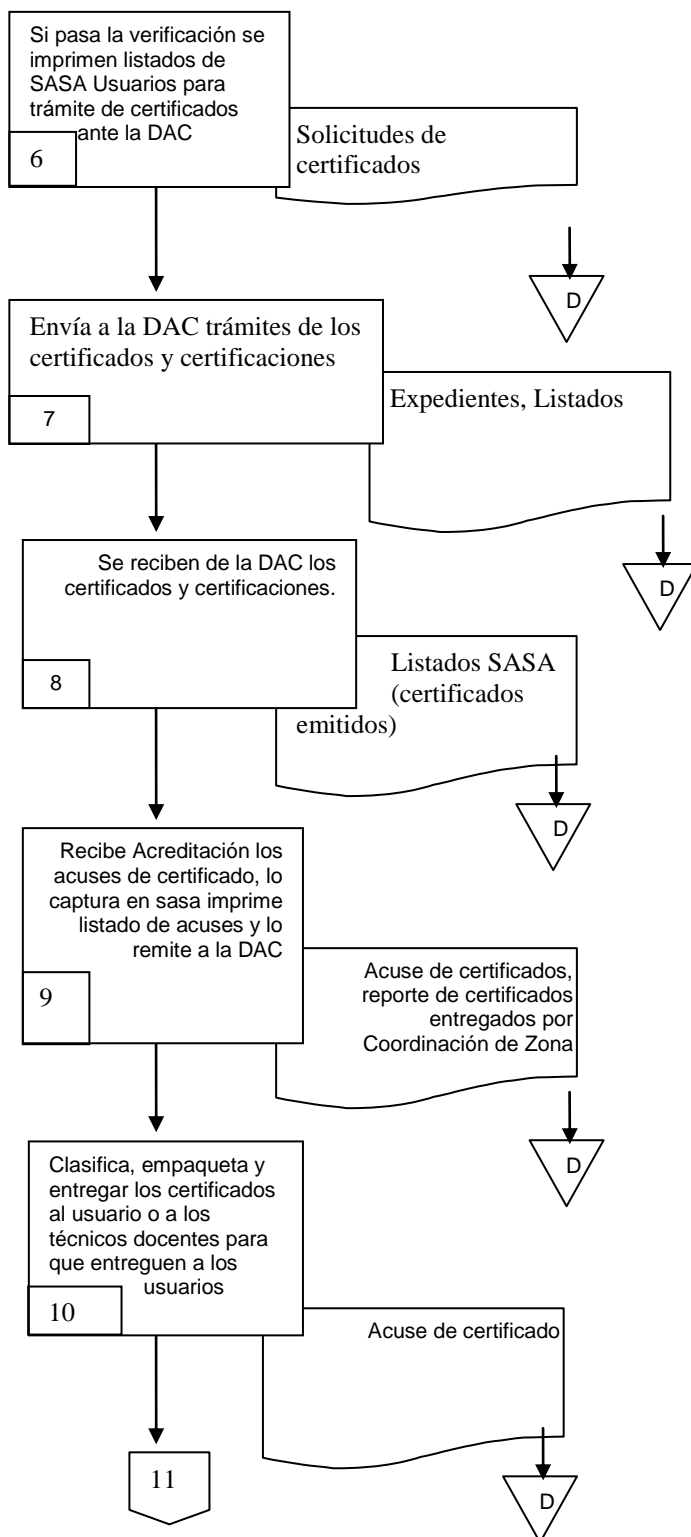 Si pasa la verificación se
imprimen listados de
SASA Usuarios para
trámite de certificados
ante la DAC
6
Solicitudes de
certificados
D
Envía a la DAC trámites de los
certificados y certificaciones
7
Expedientes, Listados
D
Se reciben de la DAC los
certificados y certificaciones.
8
Listados SASA
(certificados
emitidos)
D
Recibe Acreditación los
acuses de certificado, lo
captura en sasa imprime
listado de acuses y lo
remite a la DAC
9
Acuse de certificados,
reporte de certificados
entregados por
Coordinación de Zona
D
Clasifica, empaqueta y
entregar los certificados
al usuario o a los
técnicos docentes para
que entreguen a los
usuarios
10
Acuse de certificado
D
11